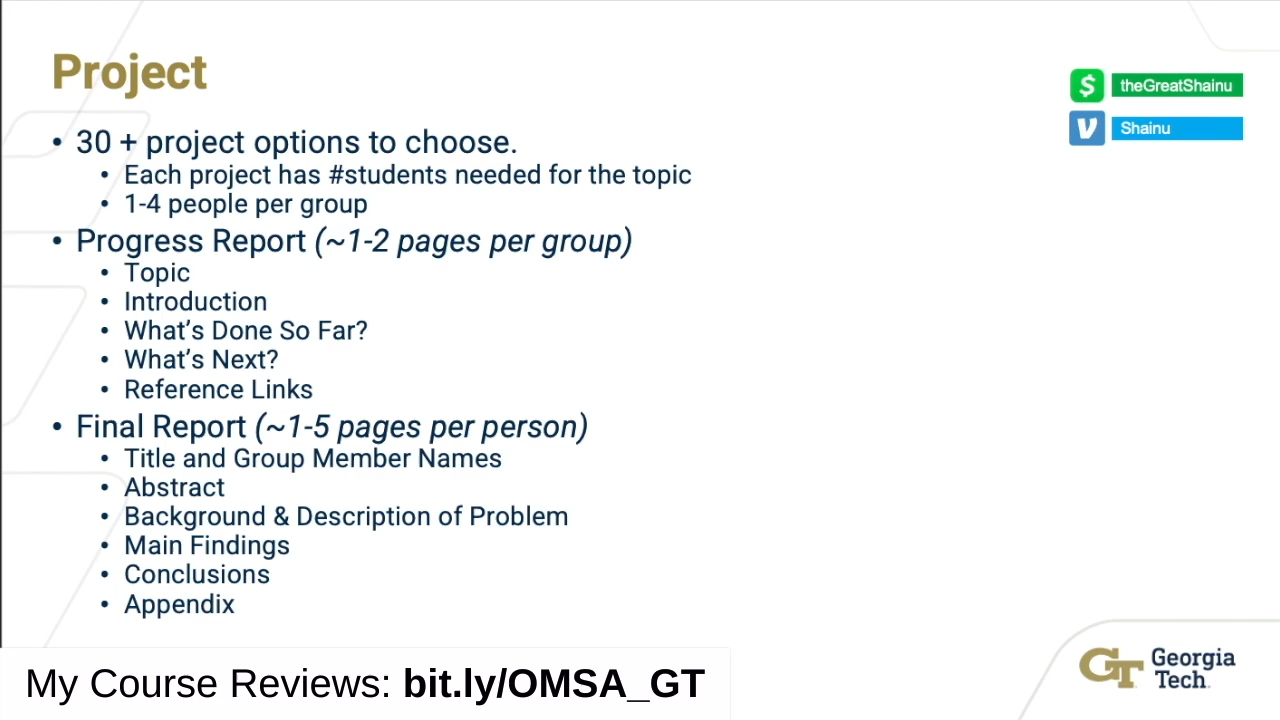 Project
$ theGreatShainu
V Shainu
• 30 + project options to choose.
• Each project has #students needed for the topic
• 1-4 people per group
• Progress Report (~1-2 pages per group)
• Topic
• Introduction
• What's Done So Far?
• What's Next?
• Reference Links
• Final Report (~1-5 pages per person)
• Title and Group Member Names
• Abstract
• Background & Description of Problem
• Main Findings
• Conclusions
• Appendix
My Course Reviews: bit.ly/OMSA_GT
GT Georgia
Tech